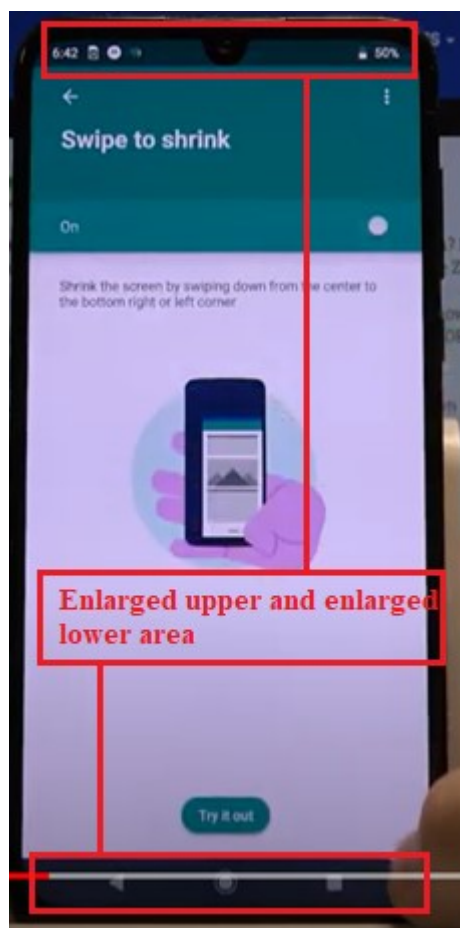 6:42 50%
Swipe to shrink
On
Shrink the screen by swiping down from the center to
the bottom right or left corner
Enlarged upper and enlarged
lower area
Try it out